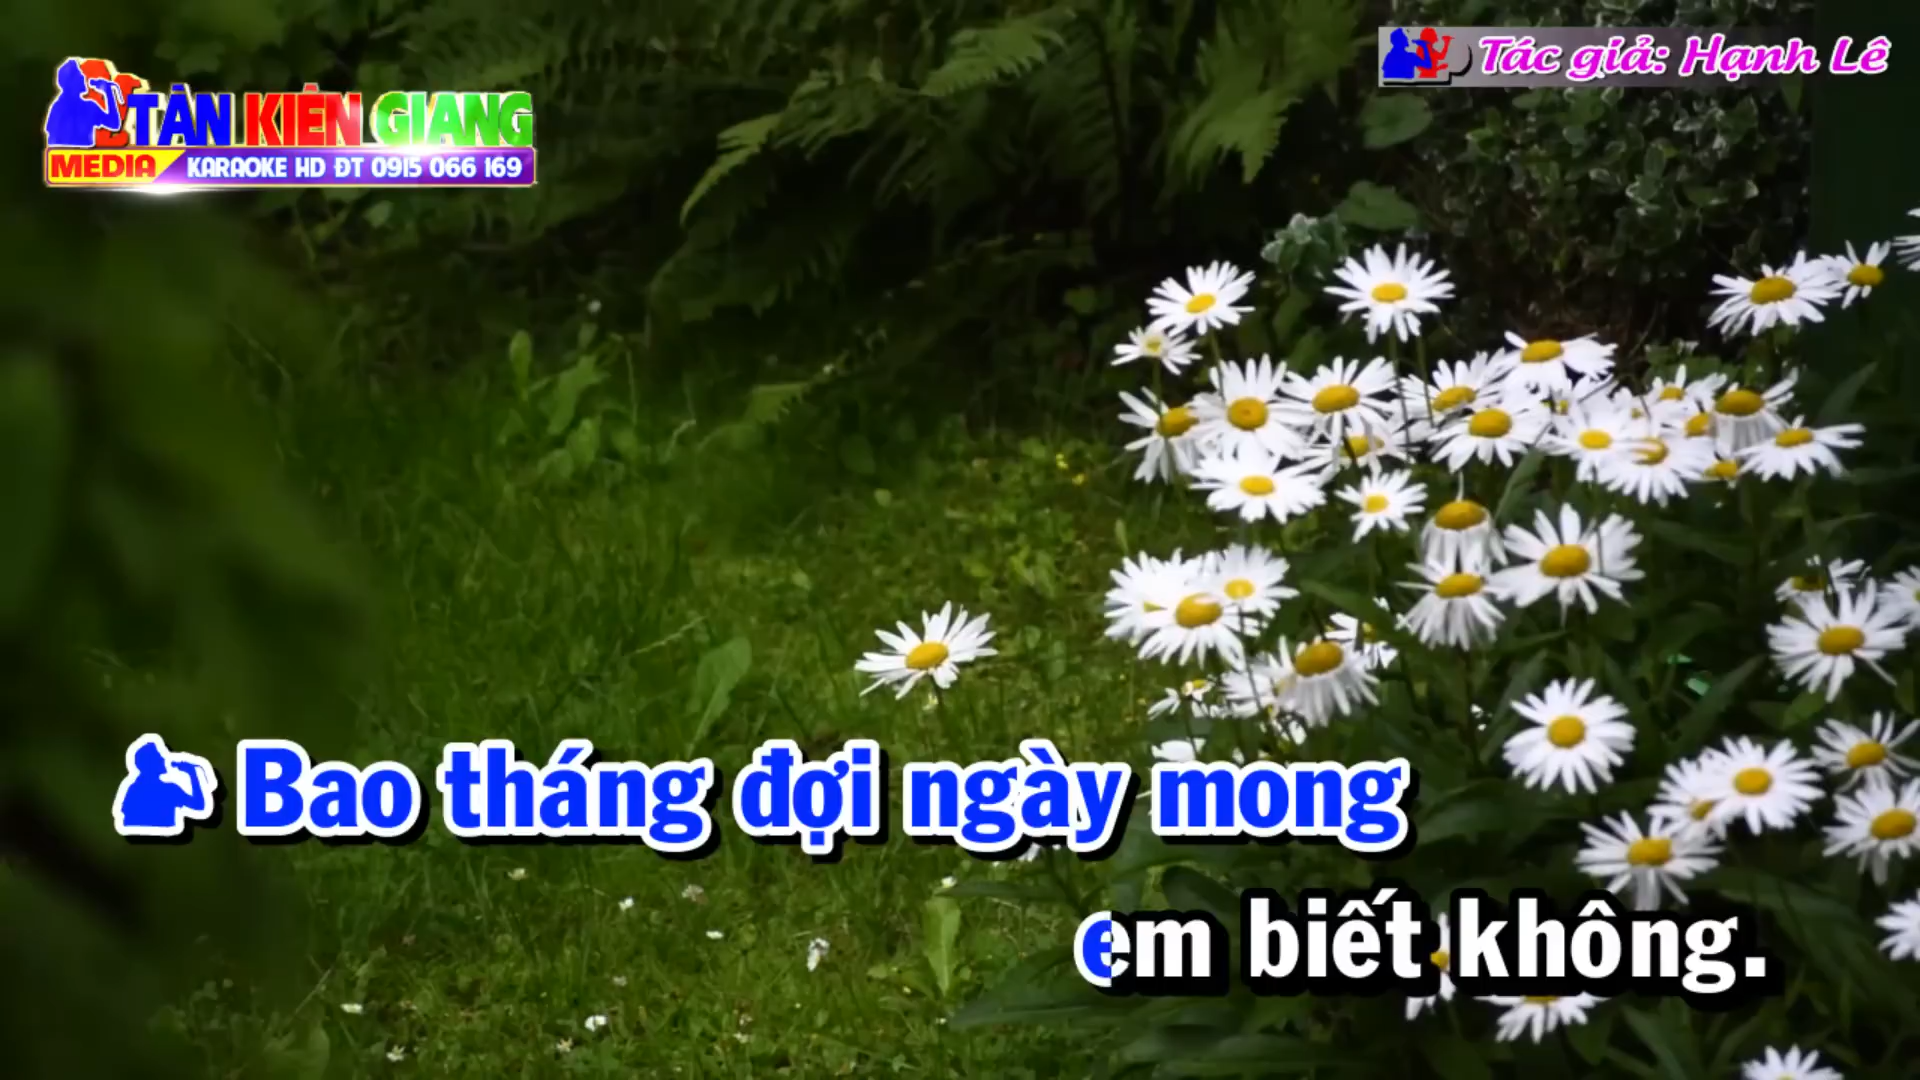 TÂN KIÊN GIANG
MEDIA KARAOKE HD ĐT 0915 066 169
Tác giả: Hạnh Lê
Bao tháng đợi ngày mong
em biết không.